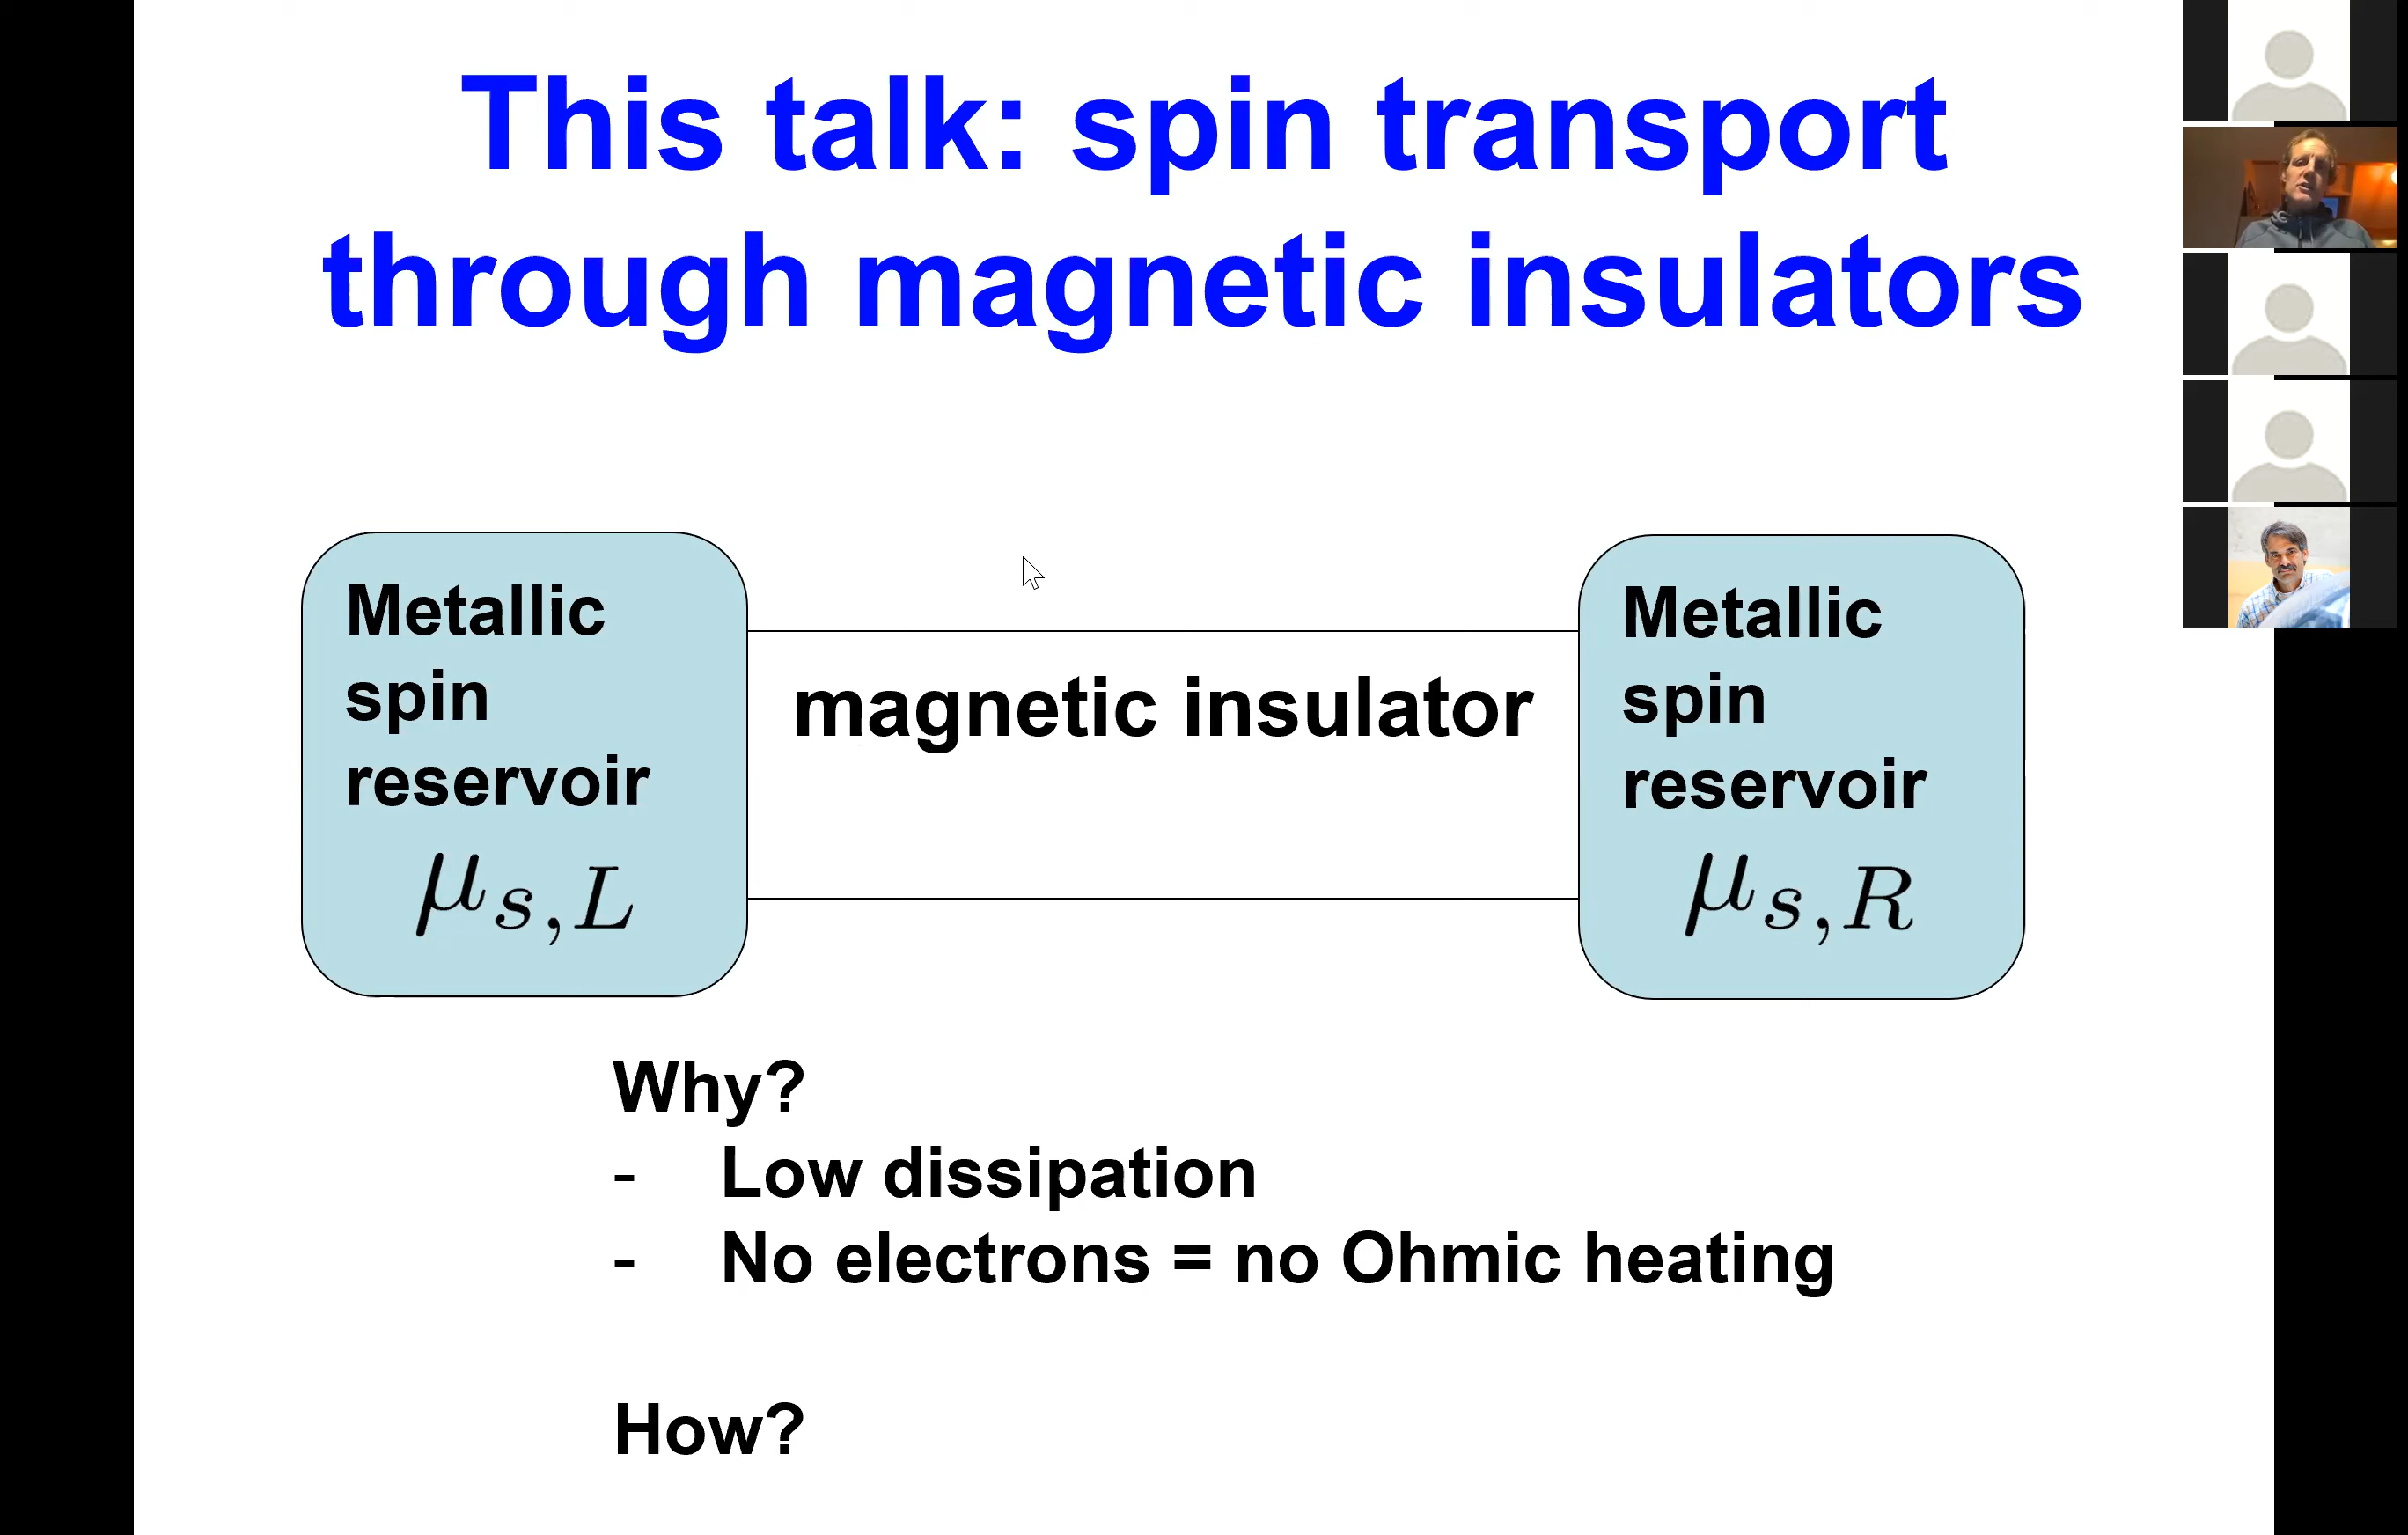 This talk: spin transport
through magnetic insulators
Metallic
spin
reservoir
μs,L
magnetic insulator
Metallic
spin
reservoir
μs,R
Why?
- Low dissipation
- No electrons = no Ohmic heating
How?